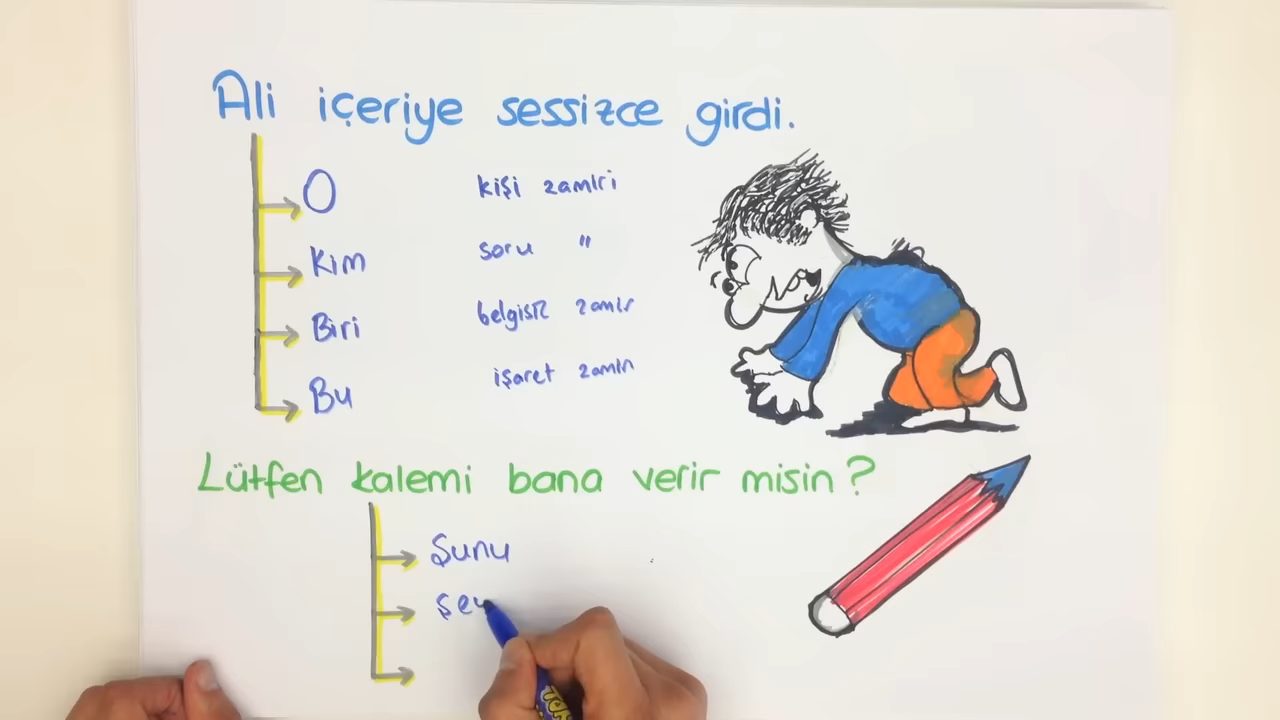 Ali içeriye sessizce girdi.
O kişi zamiri
Kim soru "
Biri belgisiz zamir
Bu işaret zamiri
Lütfen kalemi bana verir misin?
Şunu